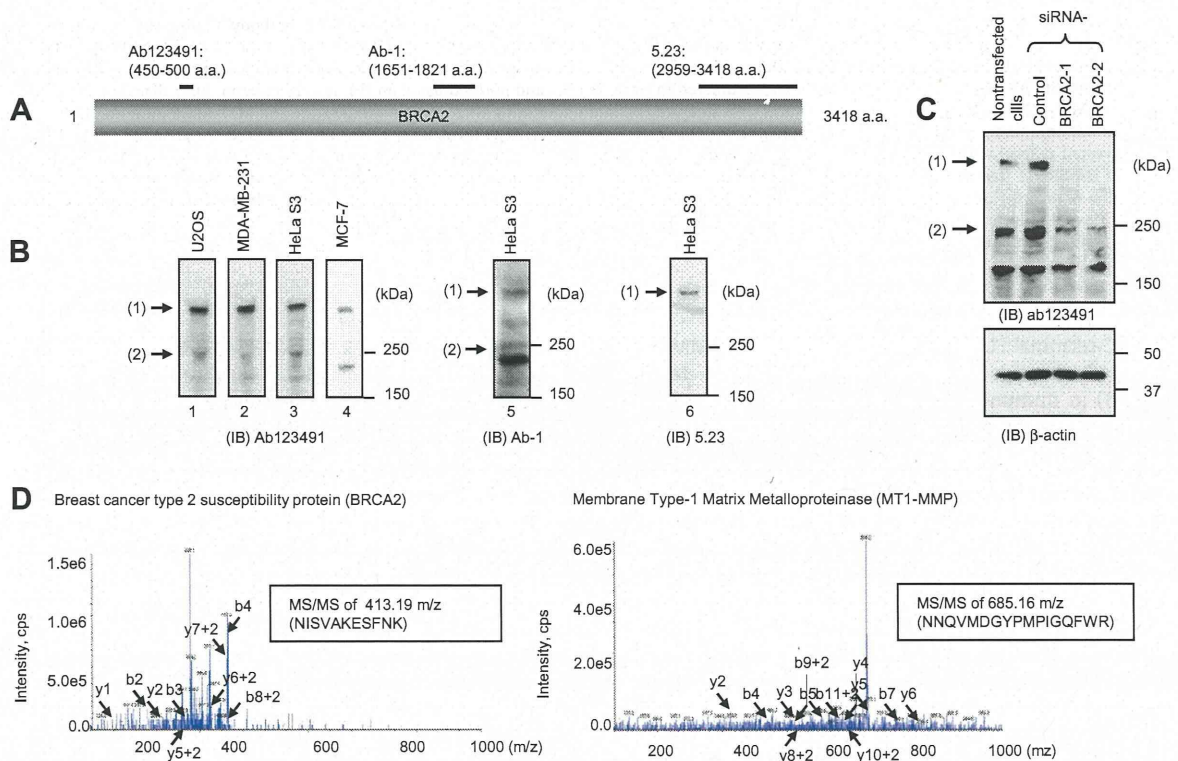 Ab123491:
(450-500 a.a.)
Ab-1:
(1651-1821 a.a.)
5.23:
(2959-3418 a.a.)
A
1
BRCA2
3418 a.a.
B
U2OS
MDA-MB-231
HeLa S3
MCF-7
(1)
(2)
(kDa)
250
150
1
2
3
4
(IB) Ab123491
HeLa S3
(1)
(2)
(kDa)
250
150
5
(IB) Ab-1
HeLa S3
(1)
(kDa)
250
150
6
(IB) 5.23
C
siRNA-
Nontransfected
cllls
Control
BRCA2-1
BRCA2-2
(1)
(2)
(kDa)
250
150
(IB) ab123491
50
37
(IB) β-actin
D
Breast cancer type 2 susceptibility protein (BRCA2)
Intensity, cps
1.5e6
1.0e6
5.0e5
0.0
MS/MS of 413.19 m/z
(NISVAKESFNK)
b4
y7+2
y6+2
b8+2
y1
b2
y2
b3
y5+2
200
400
600
800
1000 (m/z)
Membrane Type-1 Matrix Metalloproteinase (MT1-MMP)
Intensity, cps
6.0e5
4.0e5
2.0e5
0.0
MS/MS of 685.16 m/z
(NNQVMDGYPMPIGQFWR)
b9+2
y4
y2
b4
y3
b5
b11+2
y5
b7
y6
y8+2
y10+2
200
400
600
800
1000 (mz)